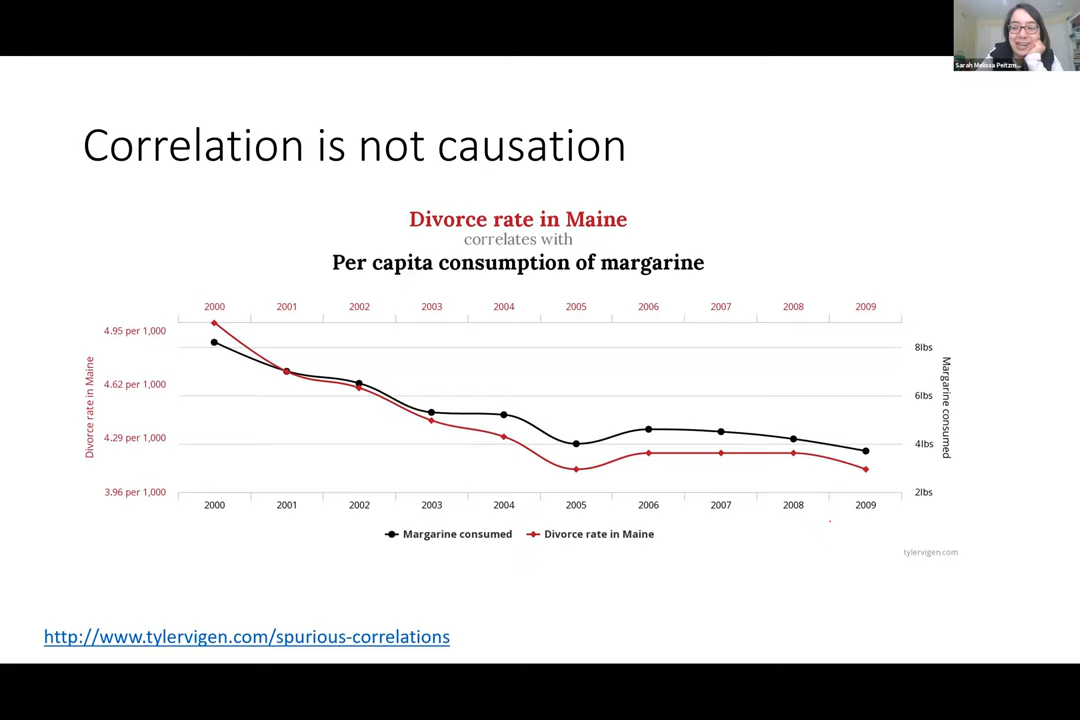 Sarah Melissa Peitzm...
Correlation is not causation
Divorce rate in Maine
correlates with
Per capita consumption of margarine
2000 2001 2002 2003 2004 2005 2006 2007 2008 2009
4.95 per 1,000
8lbs
4.62 per 1,000
6lbs
4.29 per 1,000
4lbs
3.96 per 1,000
2lbs
Divorce rate in Maine
Margarine consumed
2000 2001 2002 2003 2004 2005 2006 2007 2008 2009
Margarine consumed Divorce rate in Maine
tylervigen.com
http://www.tylervigen.com/spurious-correlations